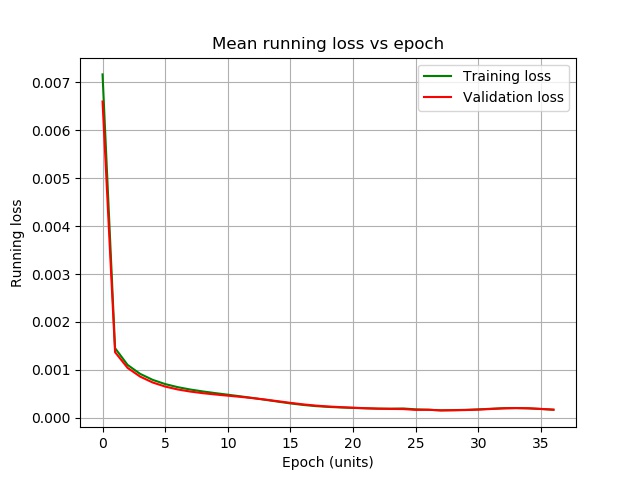 Mean running loss vs epoch
Training loss
Validation loss
Running loss
0.007
0.006
0.005
0.004
0.003
0.002
0.001
0.000
0 5 10 15 20 25 30 35
Epoch (units)